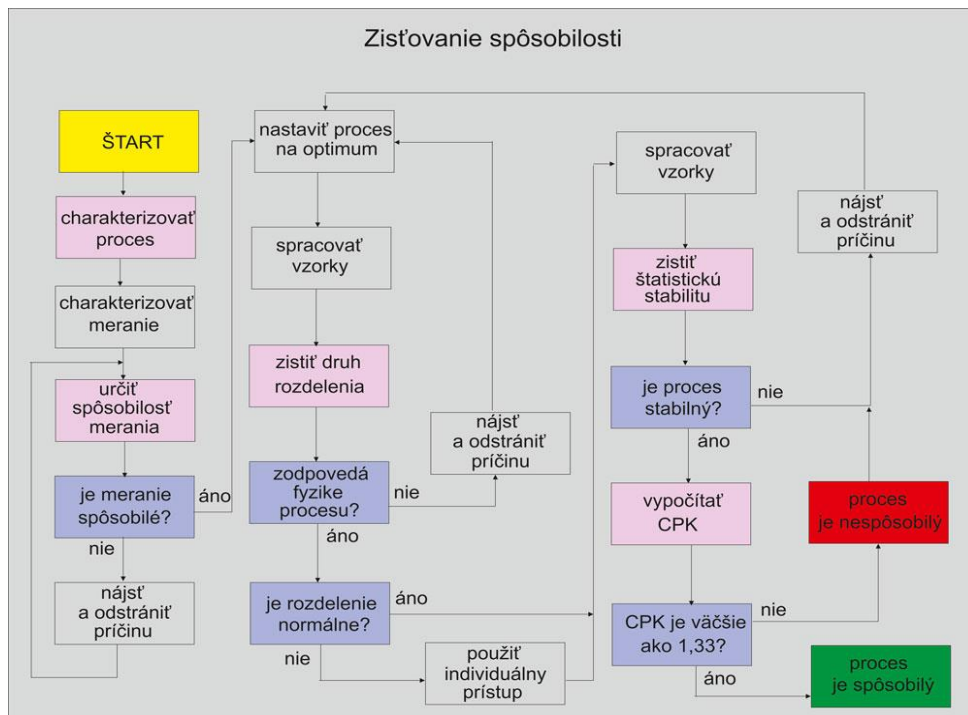 Zisťovanie spôsobilosti
ŠTART
charakterizovať
proces
charakterizovať
meranie
určiť
spôsobilosť
merania
je meranie
spôsobilé?
áno
nie
nájsť
a odstrániť
príčinu
nastaviť proces
na optimum
spracovať
vzorky
zistiť druh
rozdelenia
zodpovedá
fyzike
procesu?
nie
áno
nájsť
a odstrániť
príčinu
je rozdelenie
normálne?
áno
nie
použiť
individuálny
prístup
spracovať
vzorky
zistiť
štatistickú
stabilitu
je proces
stabilný?
nie
áno
nájsť
a odstrániť
príčinu
vypočítať
CPK
CPK je väčšie
ako 1,33?
nie
áno
proces
je nespôsobilý
proces
je spôsobilý